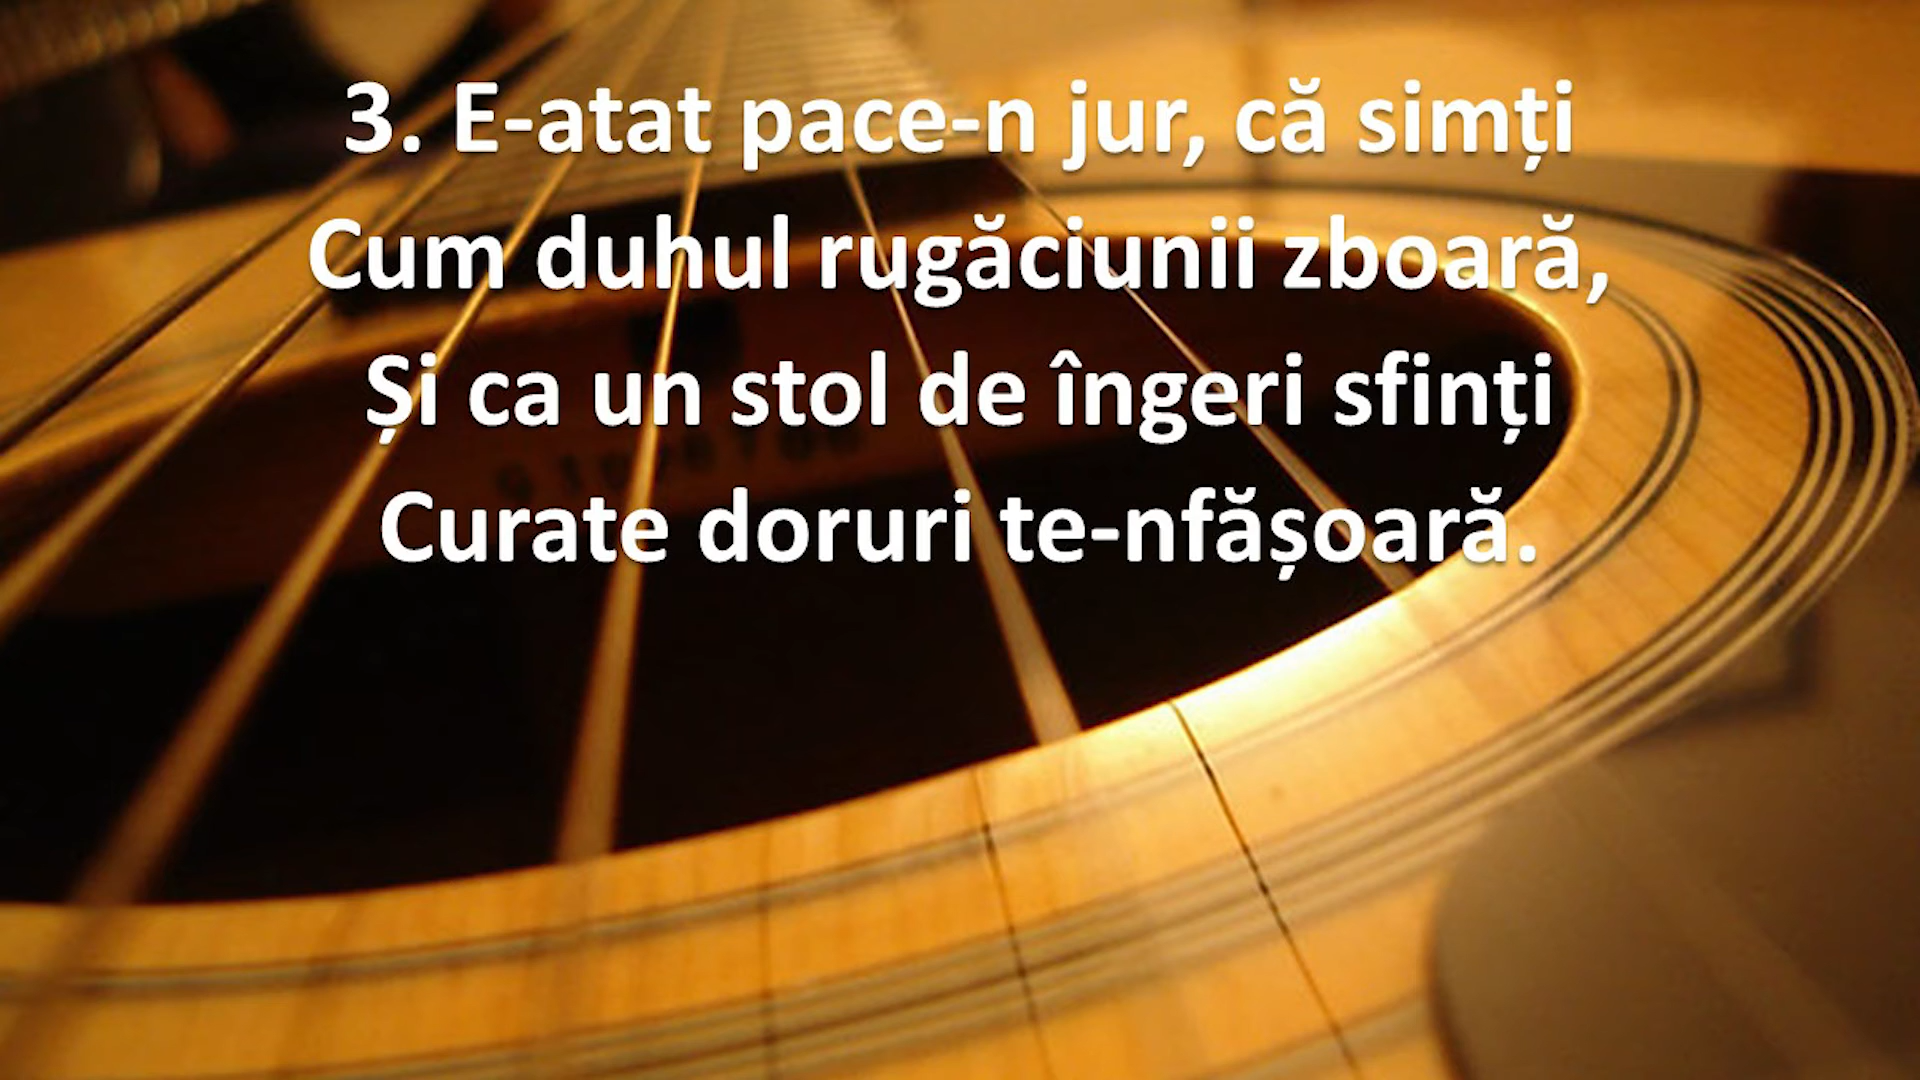 3. E-atat pace-n jur, că simți
Cum duhul rugăciunii zboară,
Și ca un stol de îngeri sfinți
Curate doruri te-nfășoară.